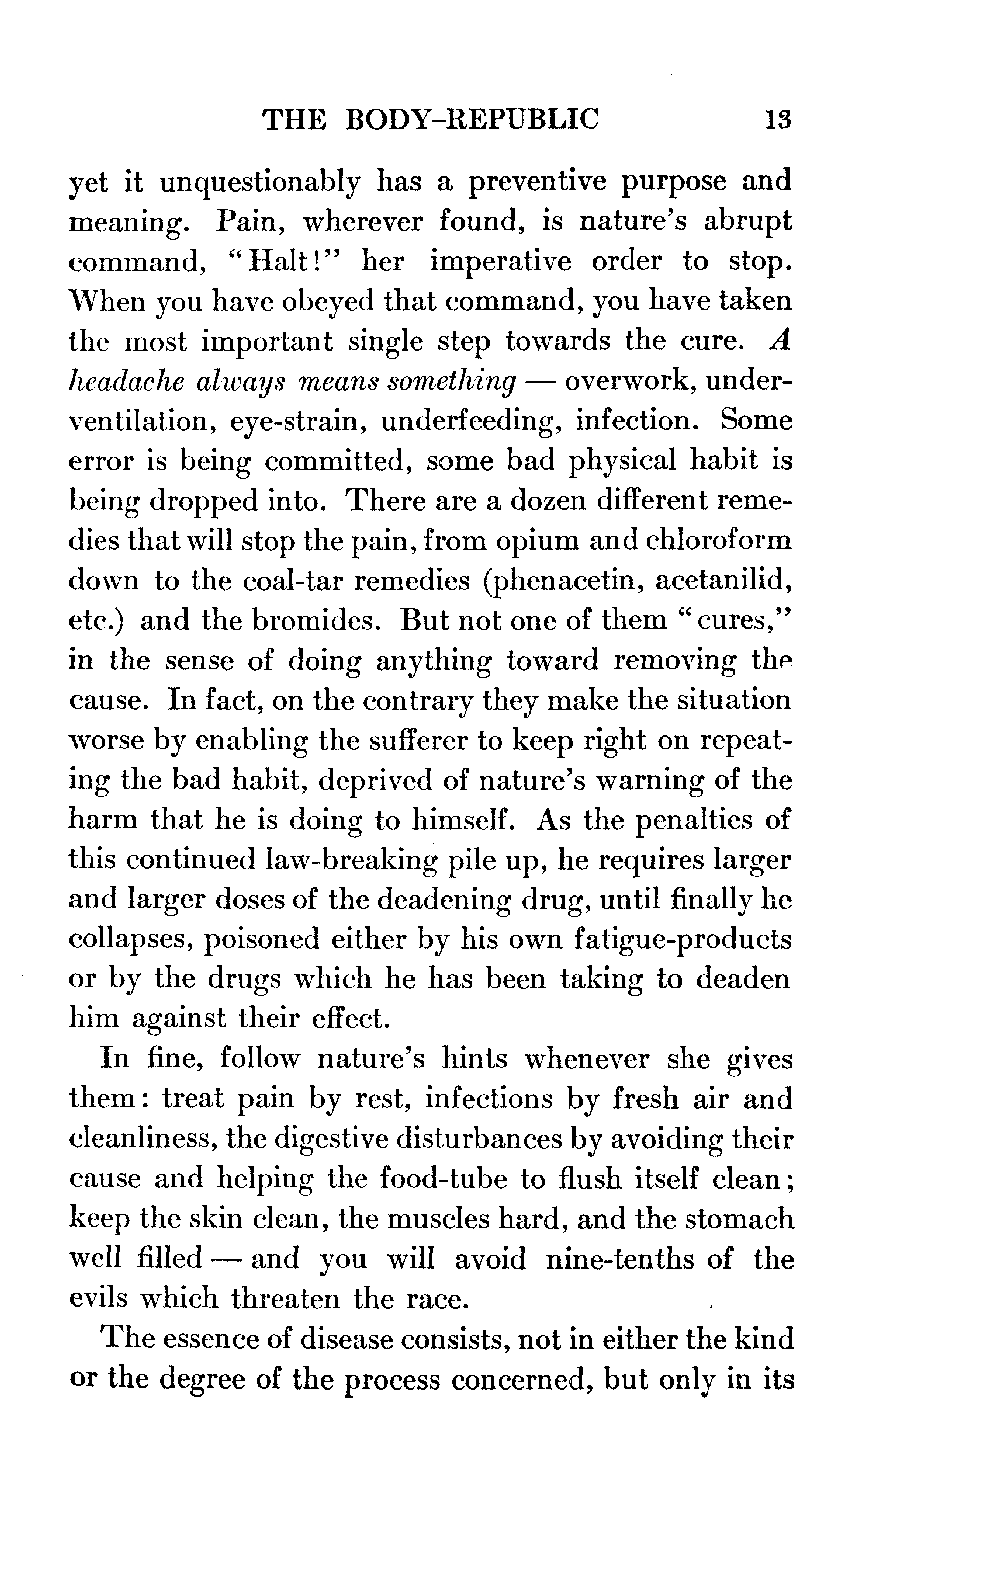 THE BODY-REPUBLIC 13
yet it unquestionably has a preventive purpose and
meaning. Pain, wherever found, is nature's abrupt
command, "Halt!" her imperative order to stop.
When you have obeyed that command, you have taken
the most important single step towards the cure. A
headache always means something — overwork, under-
ventilation, eye-strain, underfeeding, infection. Some
error is being committed, some bad physical habit is
being dropped into. There are a dozen different reme-
dies that will stop the pain, from opium and chloroform
down to the coal-tar remedies (phenacetin, acetanilid,
etc.) and the bromides. But not one of them "cures,"
in the sense of doing anything toward removing the
cause. In fact, on the contrary they make the situation
worse by enabling the sufferer to keep right on repeat-
ing the bad habit, deprived of nature's warning of the
harm that he is doing to himself. As the penalties of
this continued law-breaking pile up, he requires larger
and larger doses of the deadening drug, until finally he
collapses, poisoned either by his own fatigue-products
or by the drugs which he has been taking to deaden
him against their effect.
In fine, follow nature's hints whenever she gives
them: treat pain by rest, infections by fresh air and
cleanliness, the digestive disturbances by avoiding their
cause and helping the food-tube to flush itself clean;
keep the skin clean, the muscles hard, and the stomach
well filled — and you will avoid nine-tenths of the
evils which threaten the race.
The essence of disease consists, not in either the kind
or the degree of the process concerned, but only in its